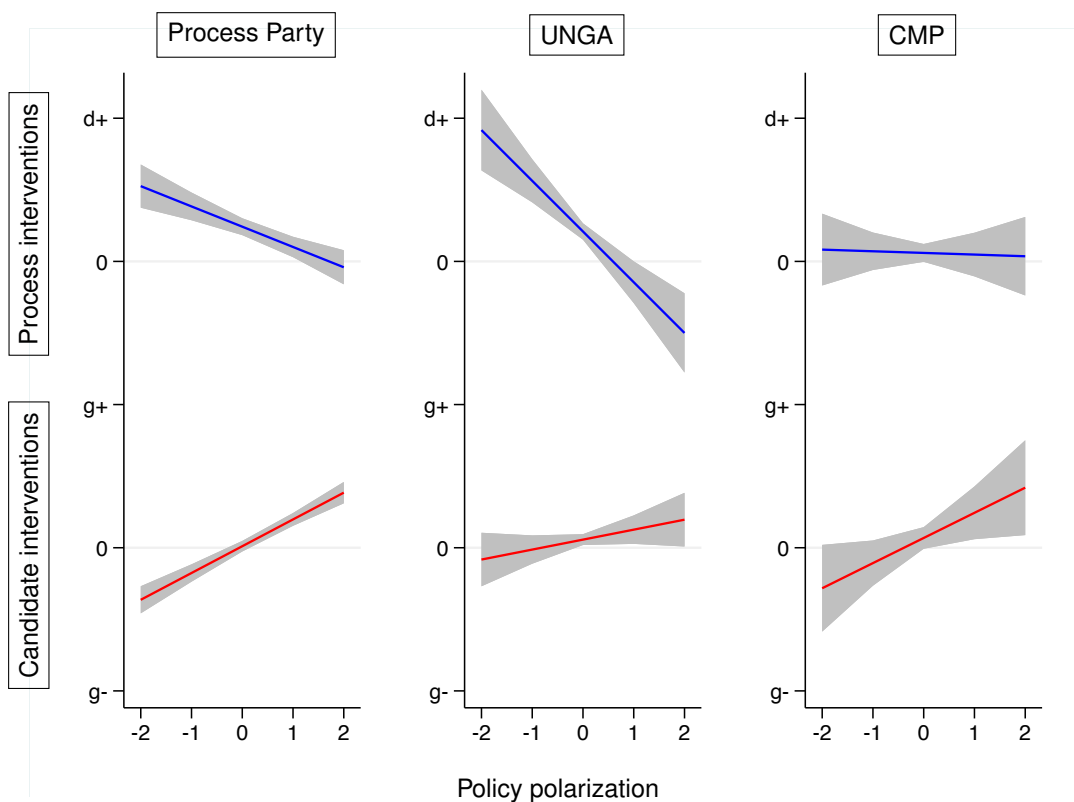 Process Party
UNGA
CMP
Process interventions
d+
0
d+
0
d+
0
Candidate interventions
g+
0
g-
g+
0
g-
g+
0
g-
-2 -1 0 1 2
-2 -1 0 1 2
-2 -1 0 1 2
Policy polarization